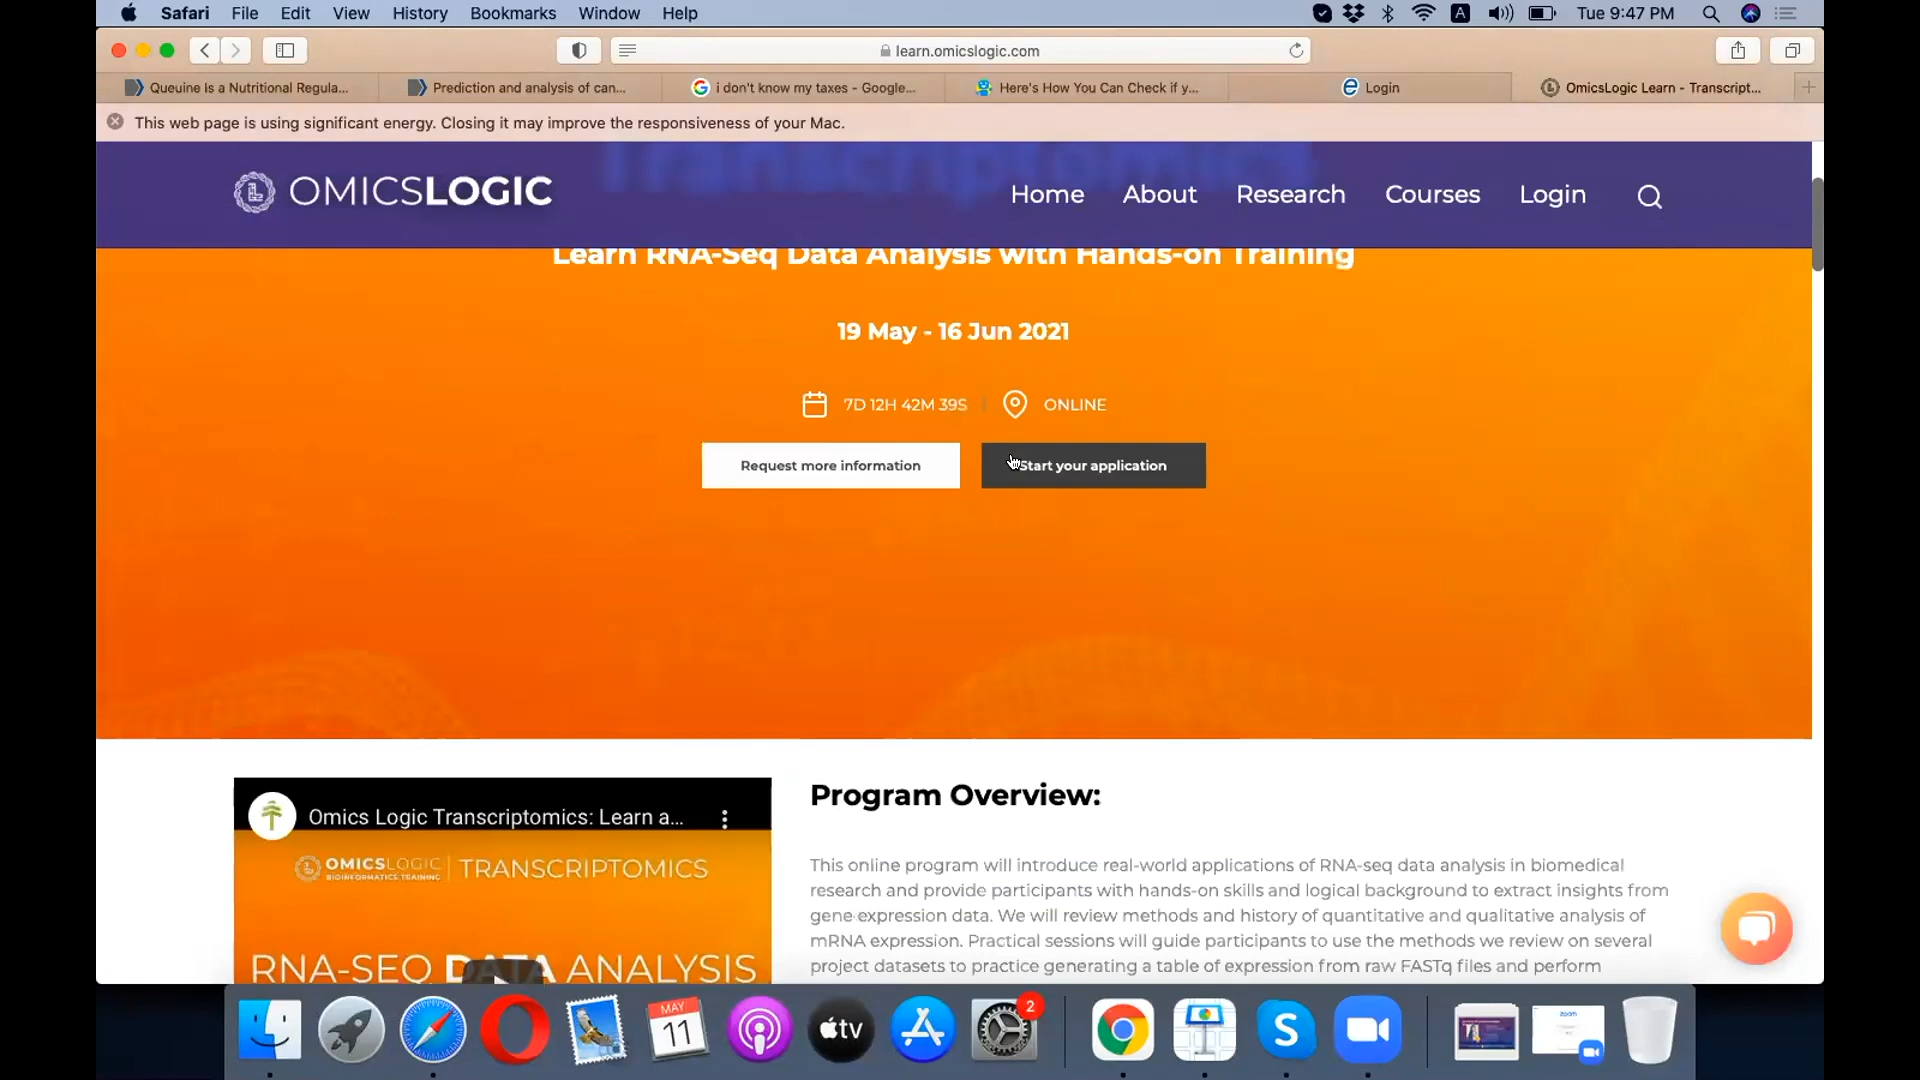 Safari File Edit View History Bookmarks Window Help A Tue 9:47 PM
learn.omicslogic.com
Queuine Is a Nutritional Regula... Prediction and analysis of can... i don't know my taxes - Google... Here's How You Can Check if y... Login OmicsLogic Learn - Transcript...
This web page is using significant energy. Closing it may improve the responsiveness of your Mac.
Transcriptomics
OMICSLOGIC Home About Research Courses Login
Learn RNA-Seq Data Analysis with Hands-on Training
19 May - 16 Jun 2021
7D 12H 42M 39S | ONLINE
Request more information Start your application
Omics Logic Transcriptomics: Learn a...
OMICSLOGIC | TRANSCRIPTOMICS
BIOINFORMATICS TRAINING
RNA-SEQ DATA ANALYSIS
Program Overview:
This online program will introduce real-world applications of RNA-seq data analysis in biomedical
research and provide participants with hands-on skills and logical background to extract insights from
gene expression data. We will review methods and history of quantitative and qualitative analysis of
mRNA expression. Practical sessions will guide participants to use the methods we review on several
project datasets to practice generating a table of expression from raw FASTq files and perform
MAY
11
tv
2
S
zoom